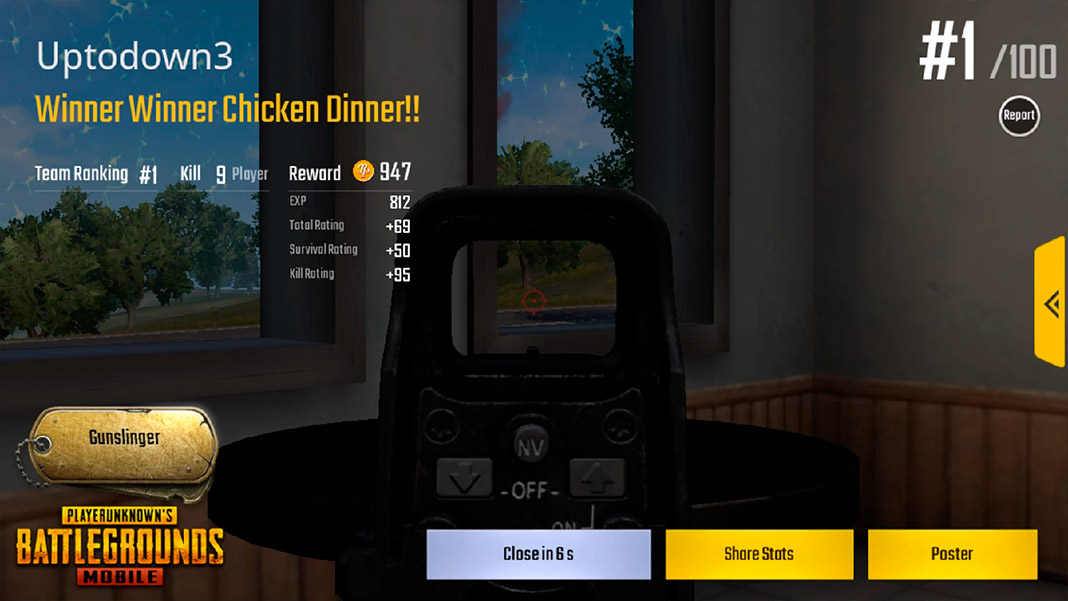 Uptodown3
#1 /100
Winner Winner Chicken Dinner!!
Report
Team Ranking #1 Kill 9 Player
Reward 947
EXP 812
Total Rating +69
Survival Rating +50
Kill Rating +95
Gunslinger
NV
-OFF-
ON
PLAYERUNKNOWN'S
BATTLEGROUNDS
MOBILE
Close in 6 s
Share Stats
Poster